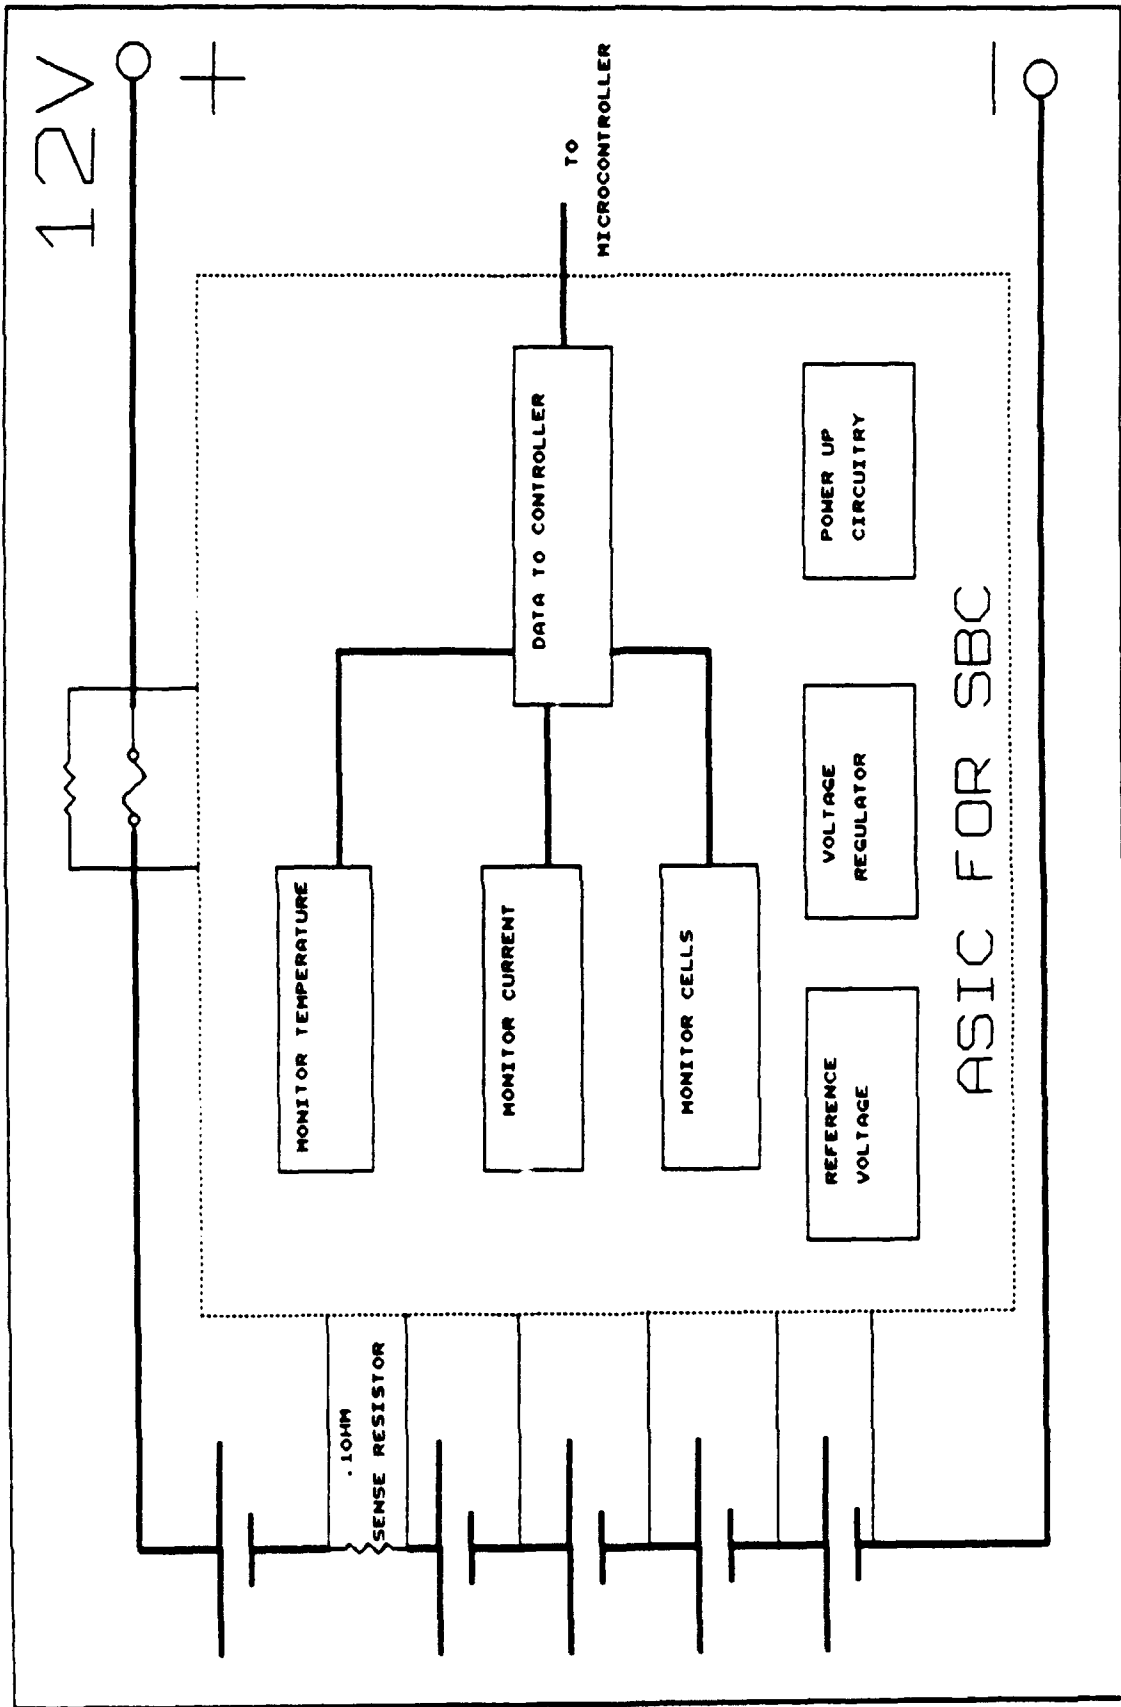 12V
+
-
TO
MICROCONTROLLER
DATA TO CONTROLLER
MONITOR TEMPERATURE
MONITOR CURRENT
MONITOR CELLS
POWER UP
CIRCUITRY
VOLTAGE
REGULATOR
REFERENCE
VOLTAGE
ASIC FOR SBC
.1OHM
SENSE RESISTOR